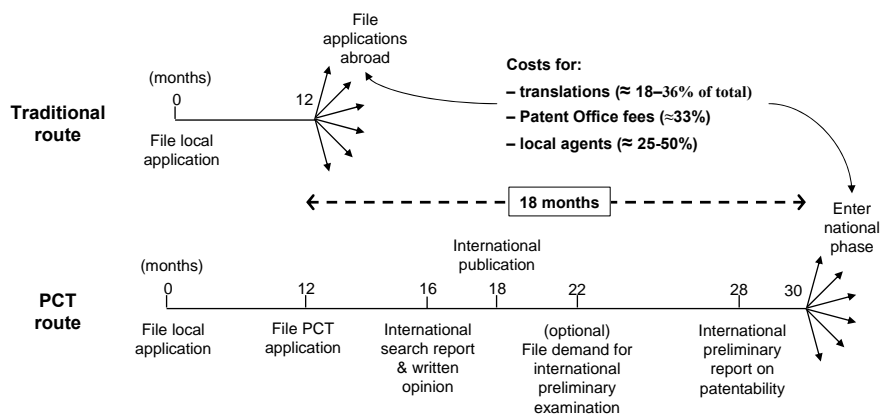 File
applications
abroad
Costs for:
– translations (≈ 18–36% of total)
– Patent Office fees (≈33%)
– local agents (≈ 25-50%)
(months)
0
12
Traditional
route
File local
application
18 months
Enter
national
phase
International
publication
(months)
0
12
16
18
22
28
30
PCT
route
File local
application
File PCT
application
International
search report
& written
opinion
(optional)
File demand for
international
preliminary
examination
International
preliminary
report on
patentability